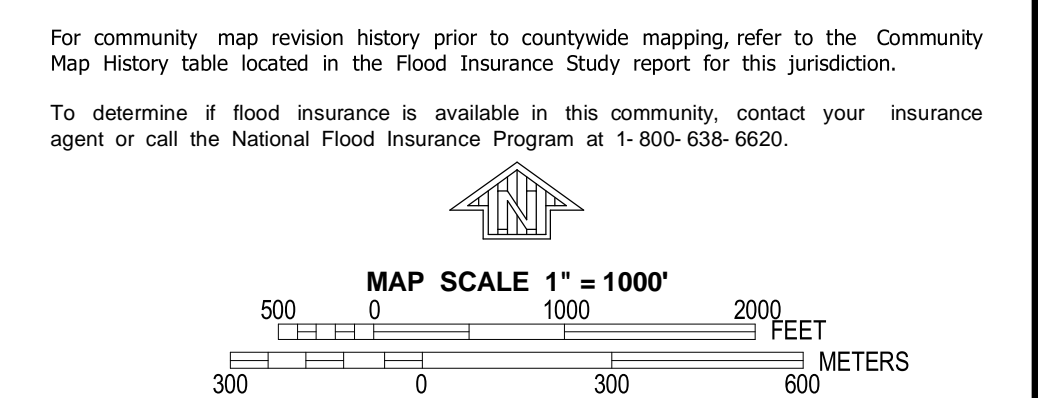 For community map revision history prior to countywide mapping, refer to the Community
Map History table located in the Flood Insurance Study report for this jurisdiction.
To determine if flood insurance is available in this community, contact your insurance
agent or call the National Flood Insurance Program at 1- 800- 638- 6620.
N
MAP SCALE 1" = 1000'
500 0 1000 2000
FEET
METERS
300 0 300 600